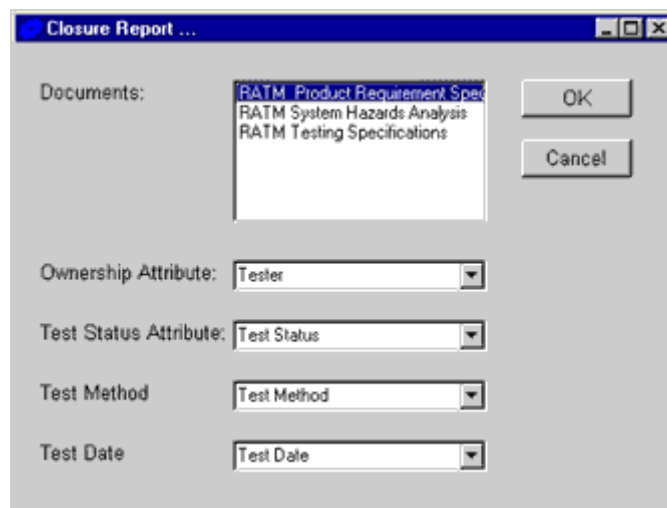 Closure Report ...
Documents:
RATM Product Requirement Spec
RATM System Hazards Analysis
RATM Testing Specifications
OK
Cancel
Ownership Attribute:
Tester
Test Status Attribute:
Test Status
Test Method
Test Method
Test Date
Test Date